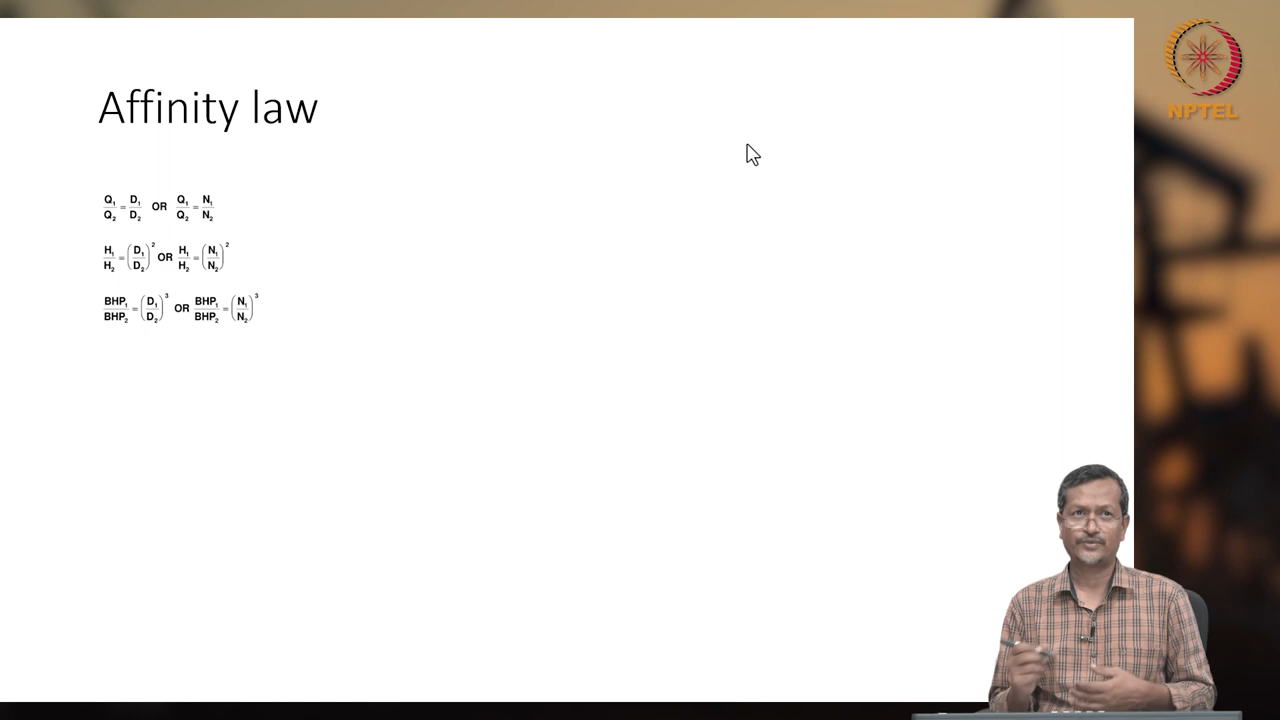 Affinity law
Q₁/Q₂ = D₁/D₂ OR Q₁/Q₂ = N₁/N₂
H₁/H₂ = (D₁/D₂)² OR H₁/H₂ = (N₁/N₂)²
BHP₁/BHP₂ = (D₁/D₂)³ OR BHP₁/BHP₂ = (N₁/N₂)³
NPTEL